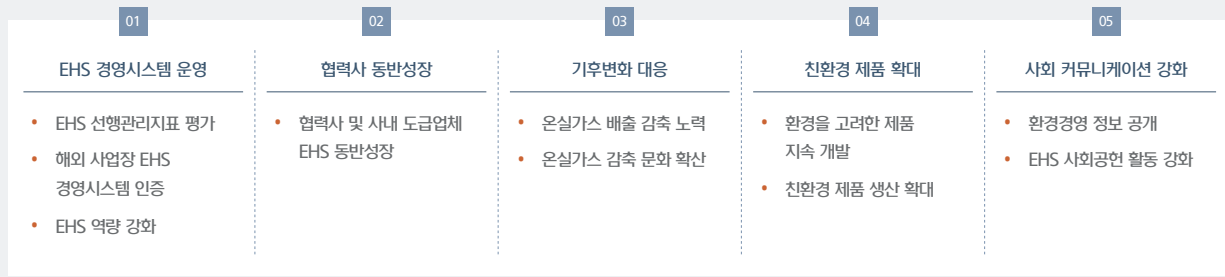 01
EHS 경영시스템 운영
• EHS 선행관리지표 평가
• 해외 사업장 EHS
경영시스템 인증
• EHS 역량 강화
02
협력사 동반성장
• 협력사 및 사내 도급업체
EHS 동반성장
03
기후변화 대응
• 온실가스 배출 감축 노력
• 온실가스 감축 문화 확산
04
친환경 제품 확대
• 환경을 고려한 제품
지속 개발
• 친환경 제품 생산 확대
05
사회 커뮤니케이션 강화
• 환경경영 정보 공개
• EHS 사회공헌 활동 강화